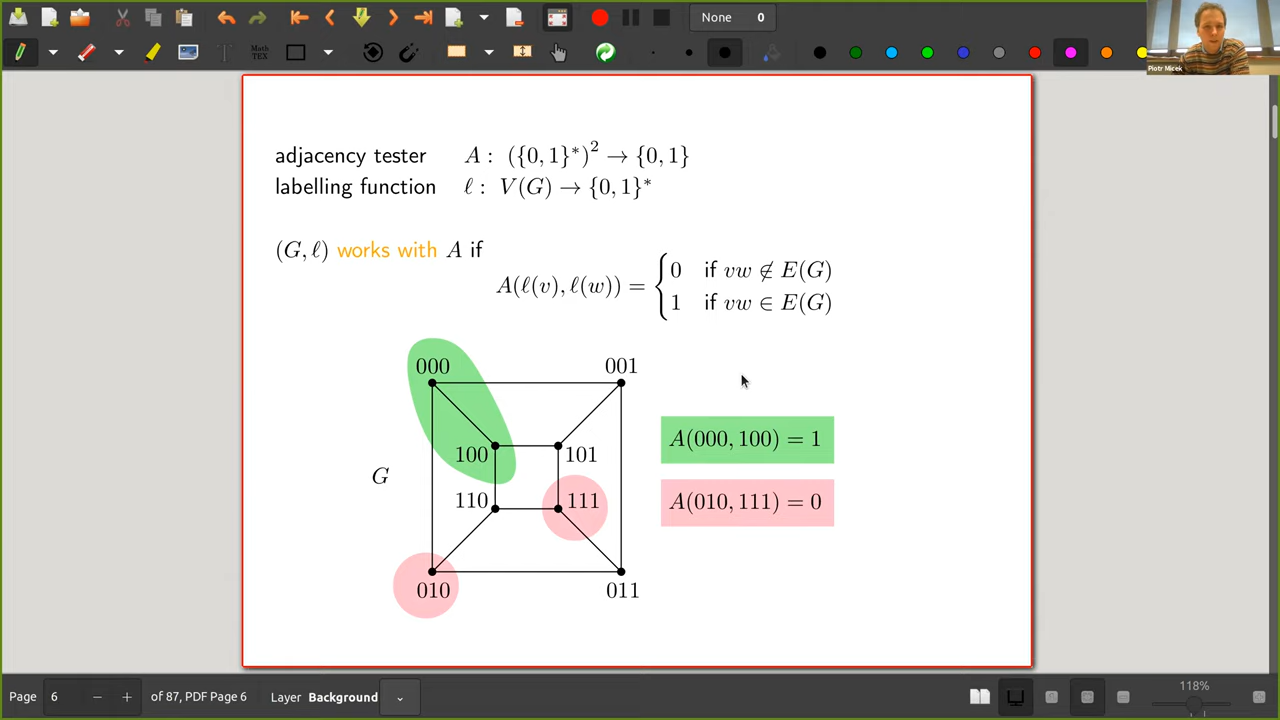 None 0
T Math TEX
Piotr Micek
adjacency tester A : ({0, 1}*)² → {0, 1}
labelling function ℓ : V(G) → {0, 1}*
(G, ℓ) works with A if
A(ℓ(v), ℓ(w)) = { 0 if vw ∉ E(G)
1 if vw ∈ E(G)
000 001
A(000, 100) = 1
100 101
G
110 111 A(010, 111) = 0
010 011
Page 6 of 87, PDF Page 6 Layer Background 118%